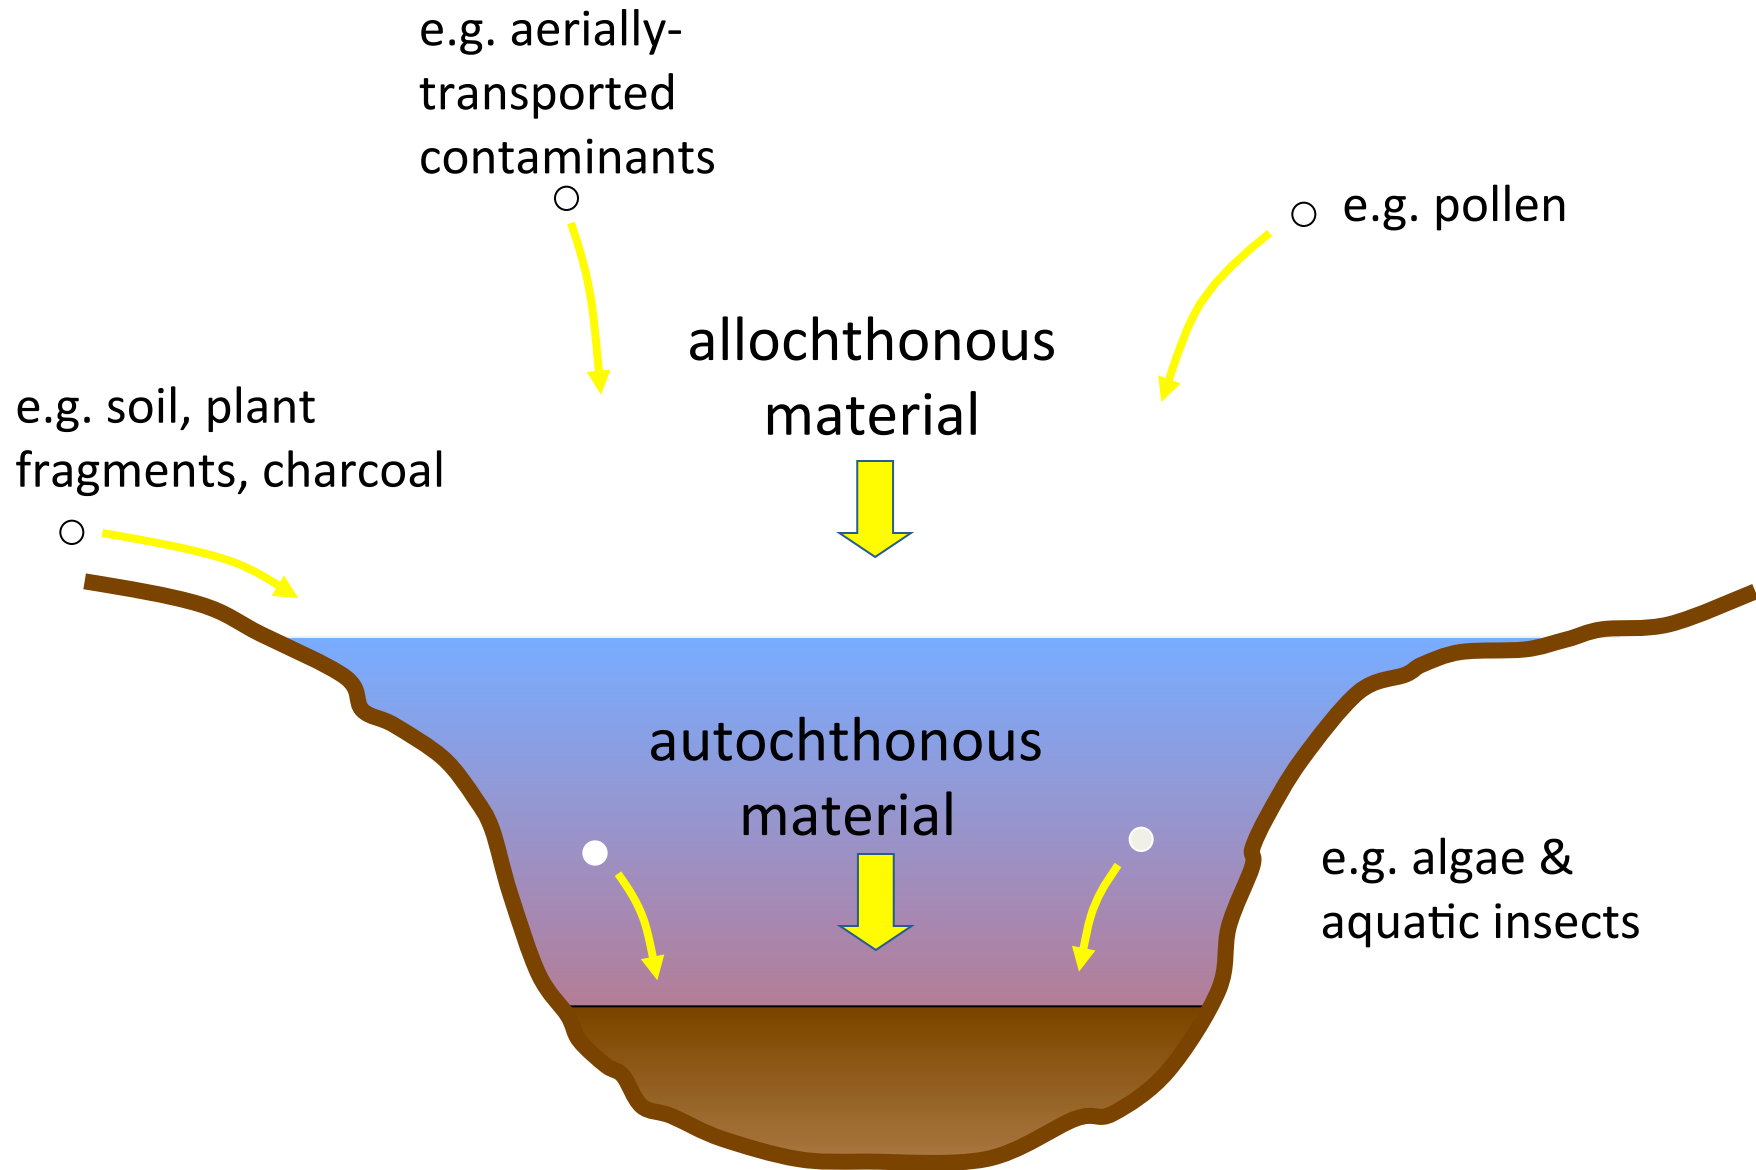 e.g. aerially-
transported
contaminants
e.g. pollen
allochthonous
material
e.g. soil, plant
fragments, charcoal
autochthonous
material
e.g. algae &
aquatic insects